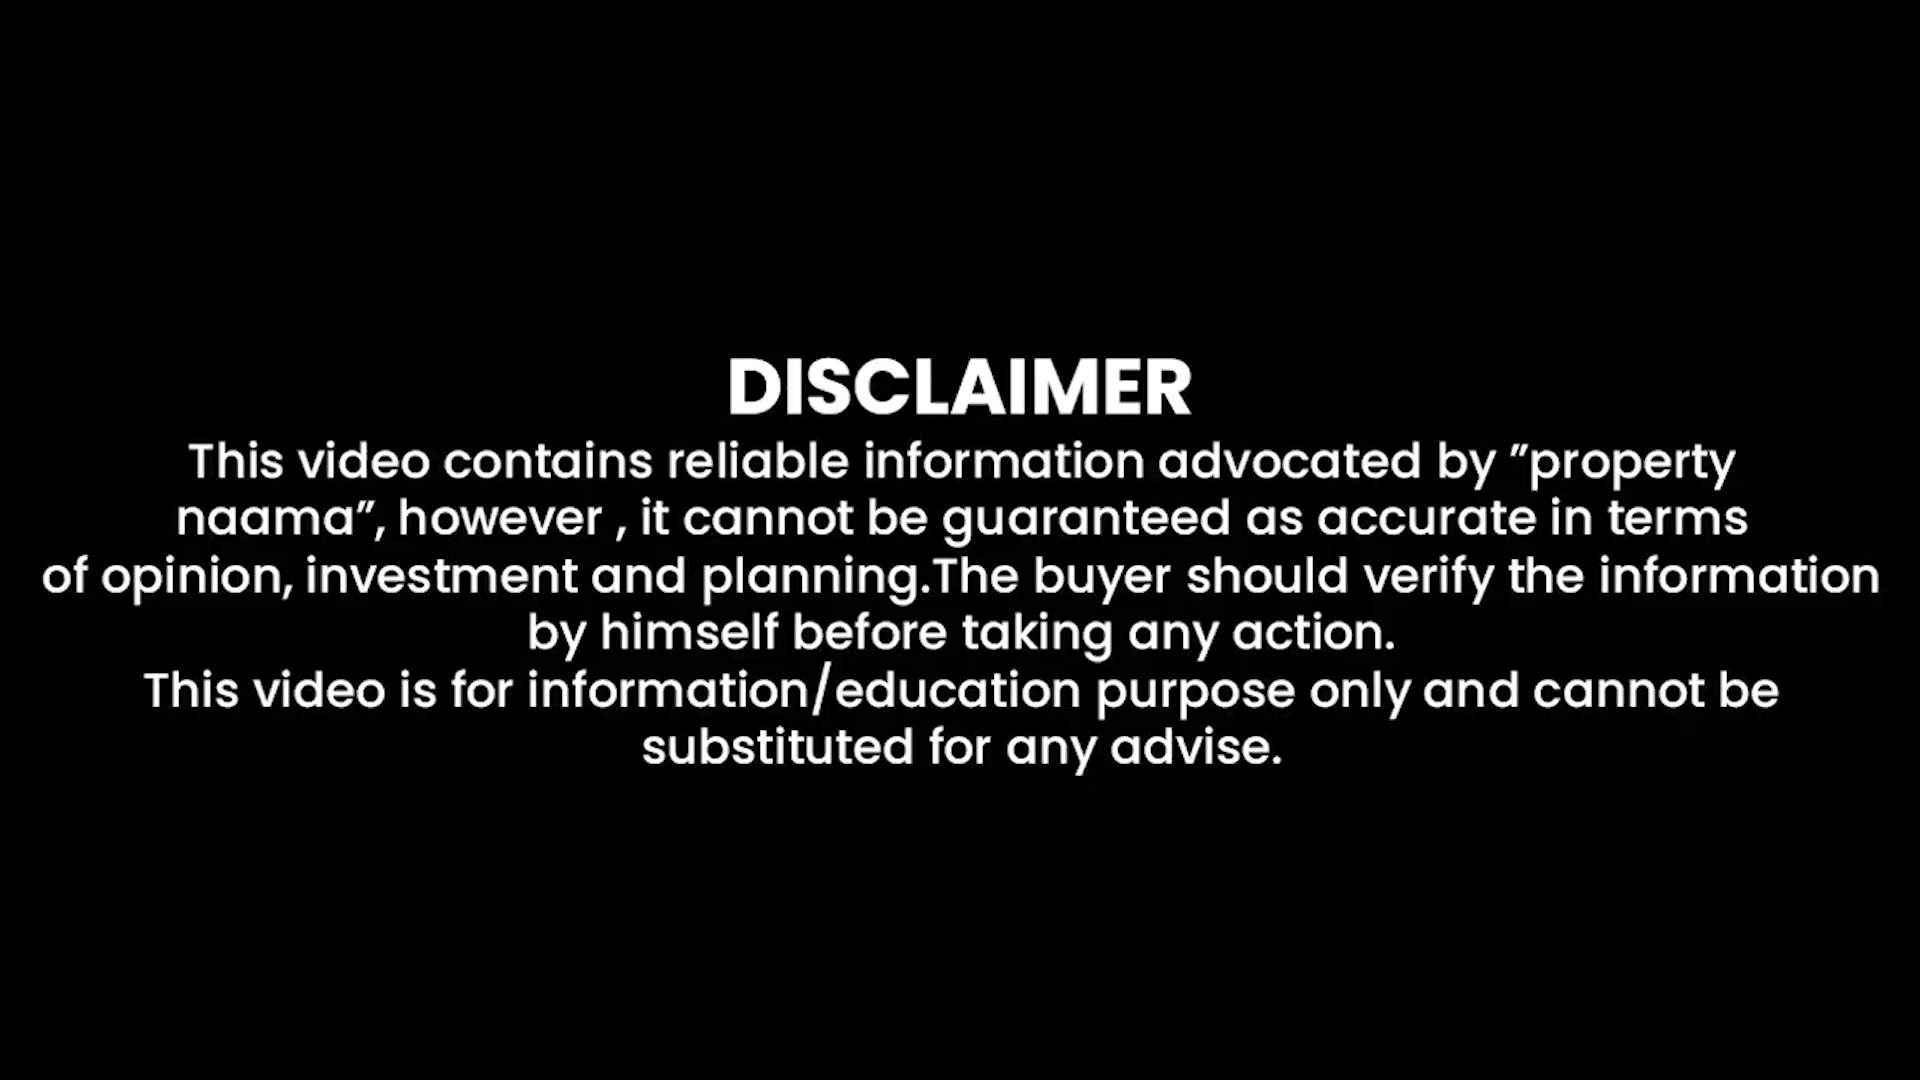 DISCLAIMER
This video contains reliable information advocated by ”property
naama”, however , it cannot be guaranteed as accurate in terms
of opinion, investment and planning.The buyer should verify the information
by himself before taking any action.
This video is for information/education purpose only and cannot be
substituted for any advise.